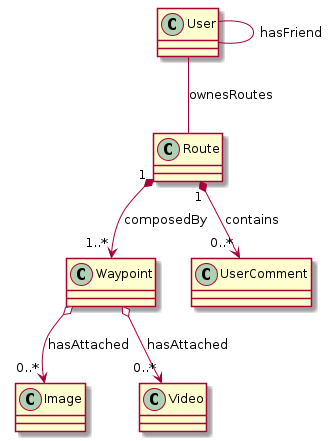 C User
hasFriend
ownesRoutes
C Route
1 1
composedBy contains
1..* 0..*
C Waypoint C UserComment
hasAttached hasAttached
0..* 0..*
C Image C Video